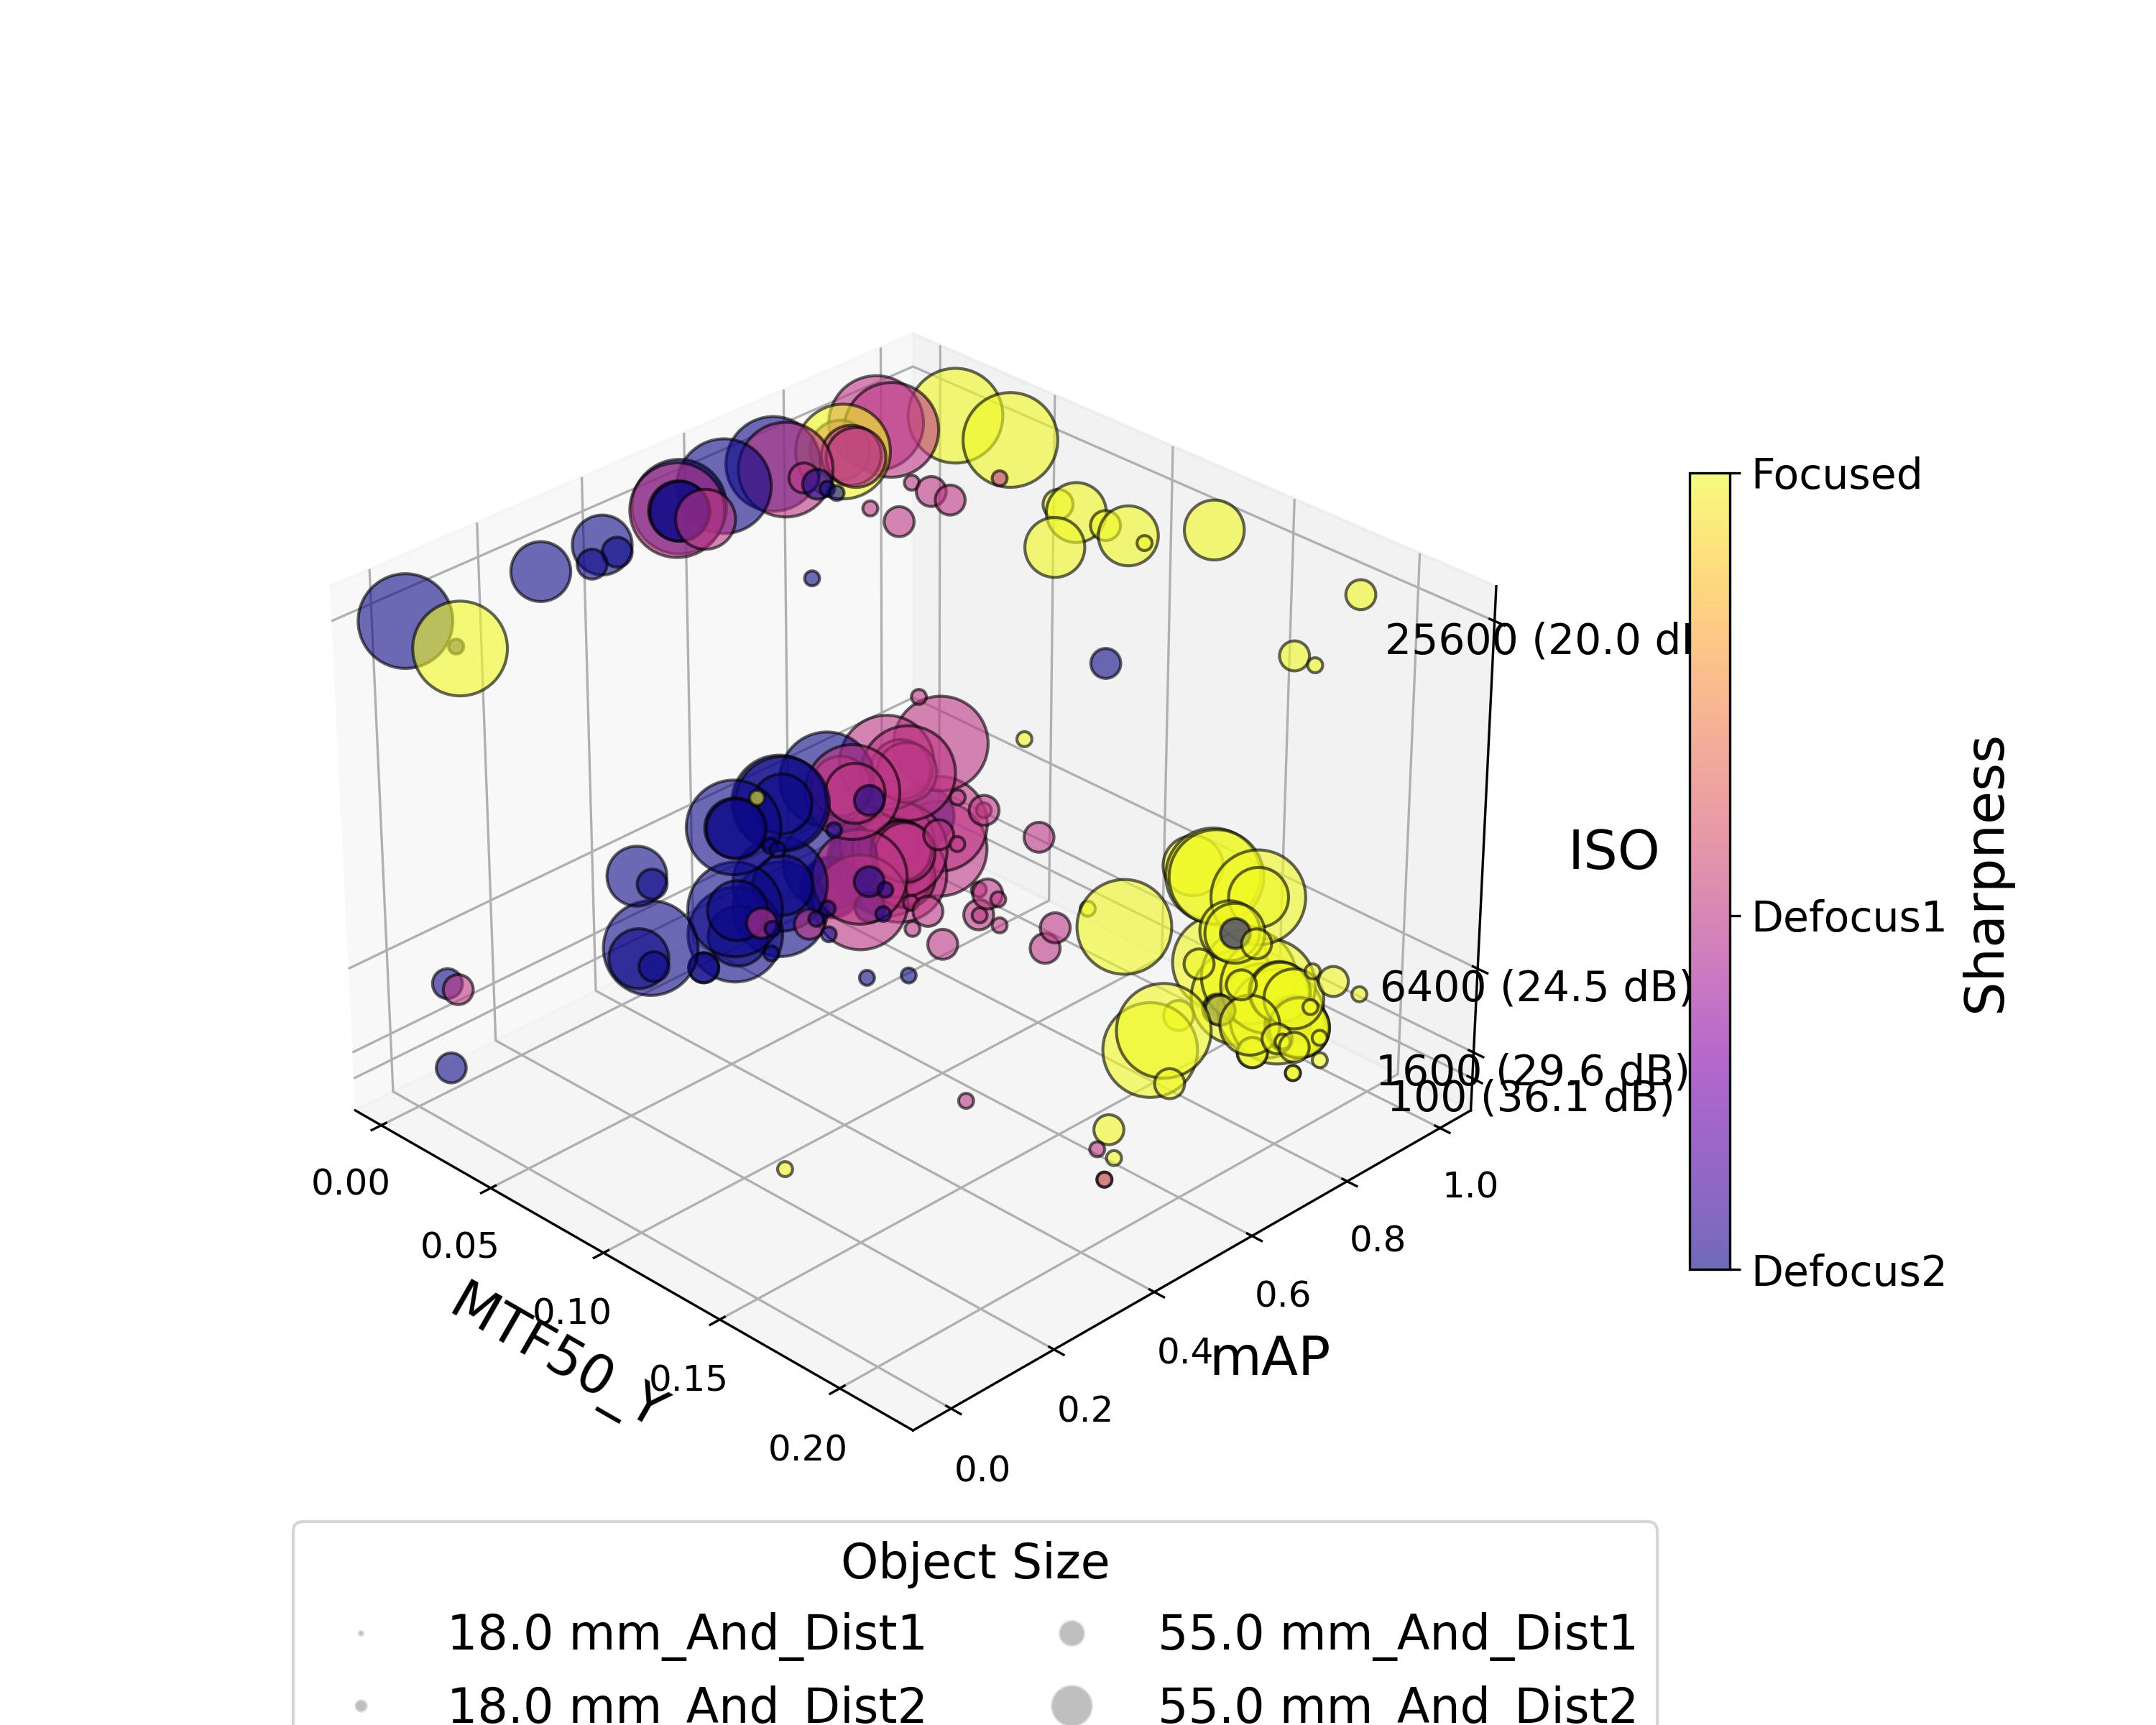 25600 (20.0 dB
6400 (24.5 dB)
1600 (29.6 dB)
100 (36.1 dB)
ISO
Focused
Defocus1
Defocus2
Sharpness
0.00
0.05
0.10
0.15
0.20
MTF50_Y
0.0
0.2
0.4
0.6
0.8
1.0
mAP
Object Size
18.0 mm_And_Dist1
55.0 mm_And_Dist1
18.0 mm_And_Dist2
55.0 mm_And_Dist2